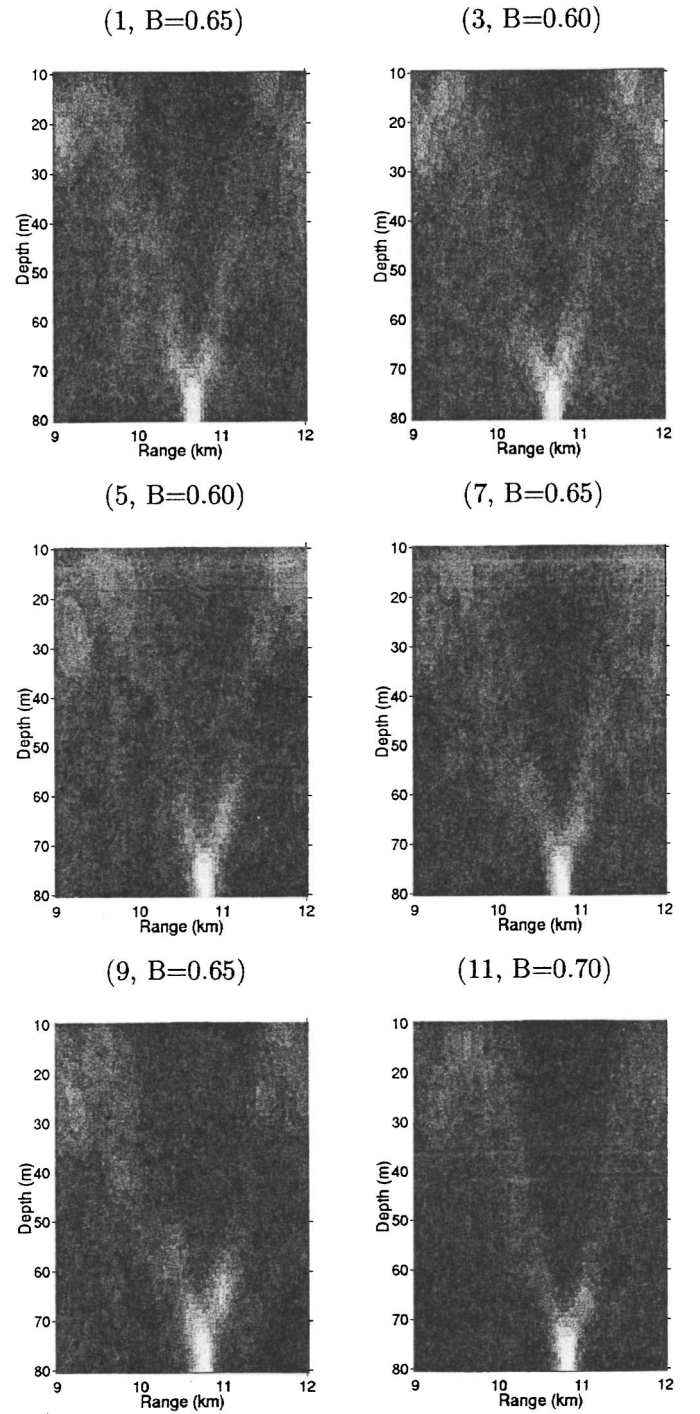 (1, B=0.65)
(3, B=0.60)
10
20
30
40
50
60
70
80
Depth (m)
9 10 11 12
Range (km)
10
20
30
40
50
60
70
80
Depth (m)
9 10 11 12
Range (km)
(5, B=0.60)
(7, B=0.65)
10
20
30
40
50
60
70
80
Depth (m)
9 10 11 12
Range (km)
10
20
30
40
50
60
70
80
Depth (m)
9 10 11 12
Range (km)
(9, B=0.65)
(11, B=0.70)
10
20
30
40
50
60
70
80
Depth (m)
9 10 11 12
Range (km)
10
20
30
40
50
60
70
80
Depth (m)
9 10 11 12
Range (km)